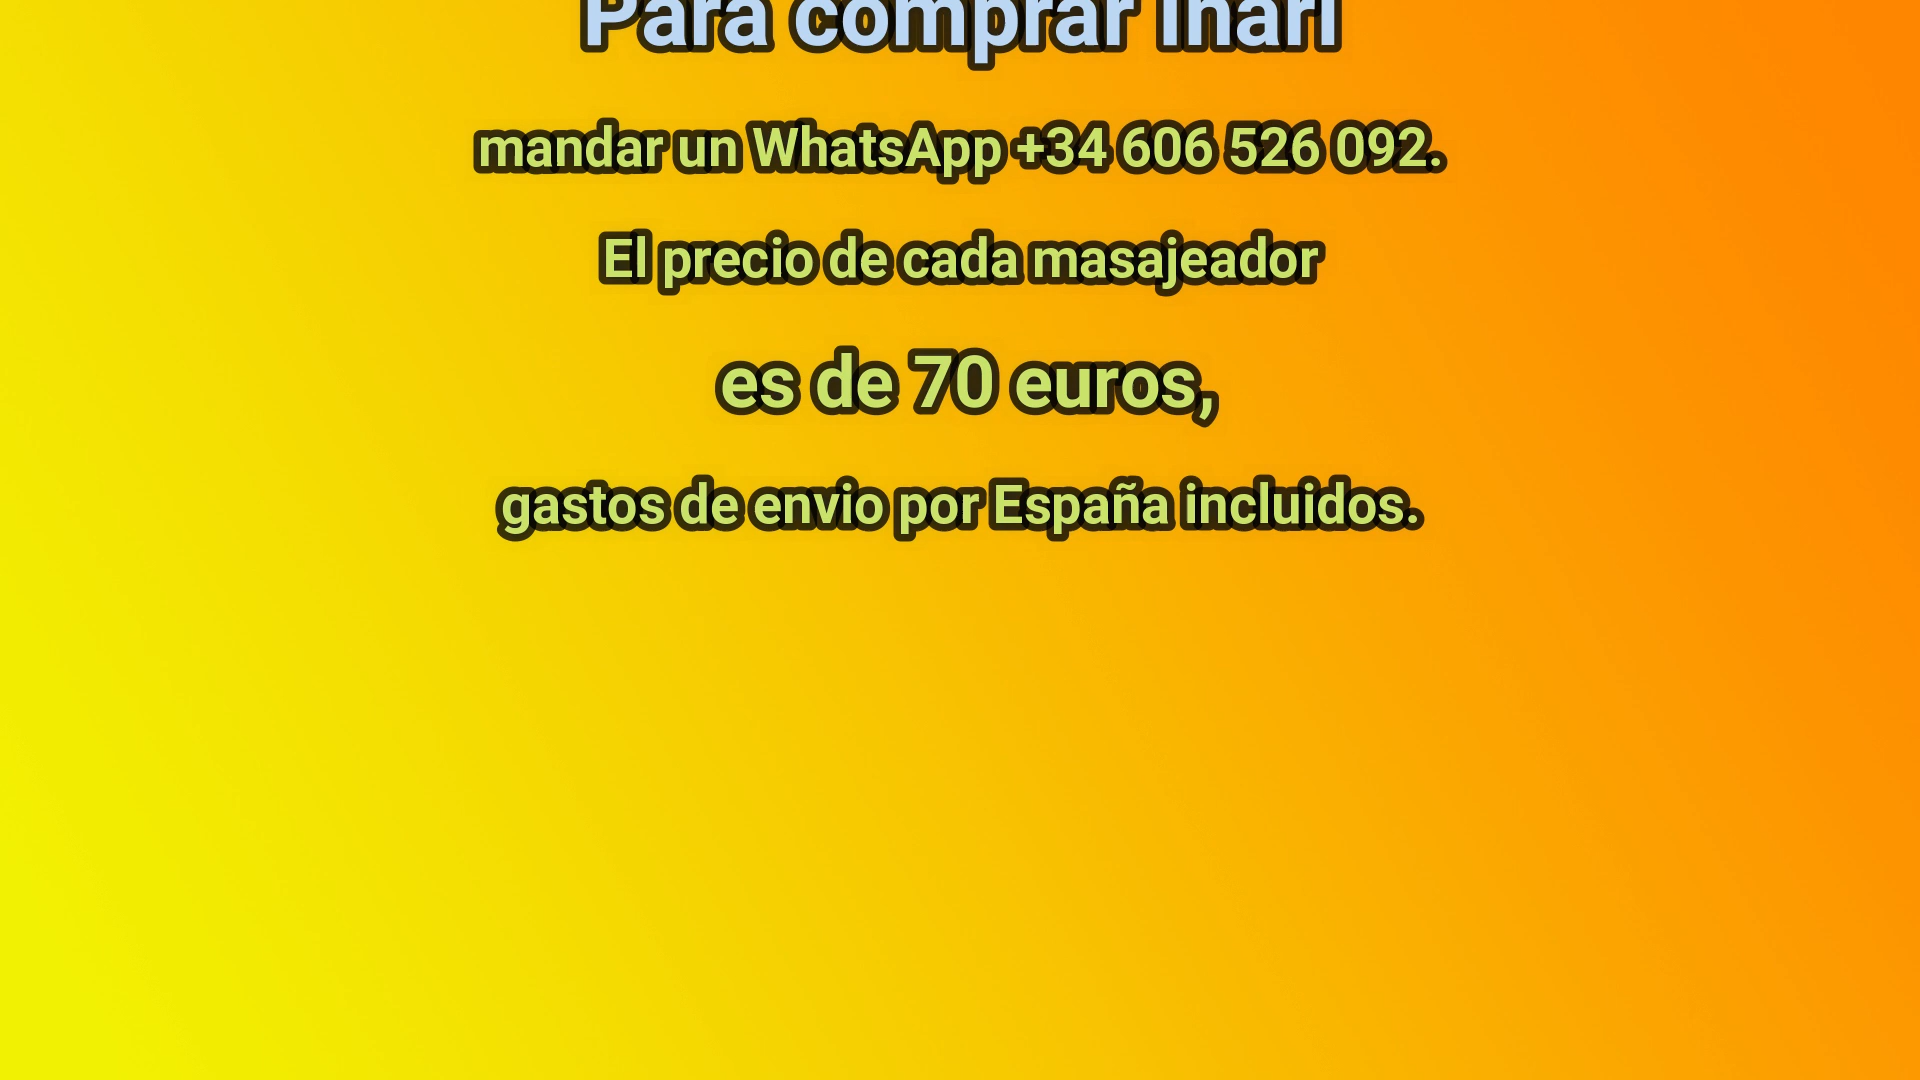 Para comprar Inari
mandar un WhatsApp +34 606 526 092.
El precio de cada masajeador
es de 70 euros,
gastos de envio por España incluidos.